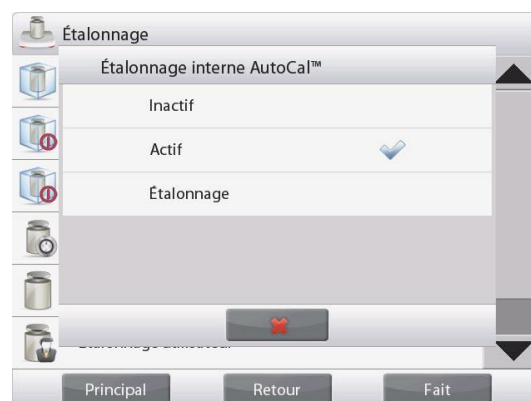 Étalonnage
Étalonnage interne AutoCal™
Inactif
Actif
Étalonnage
Principal
Retour
Fait